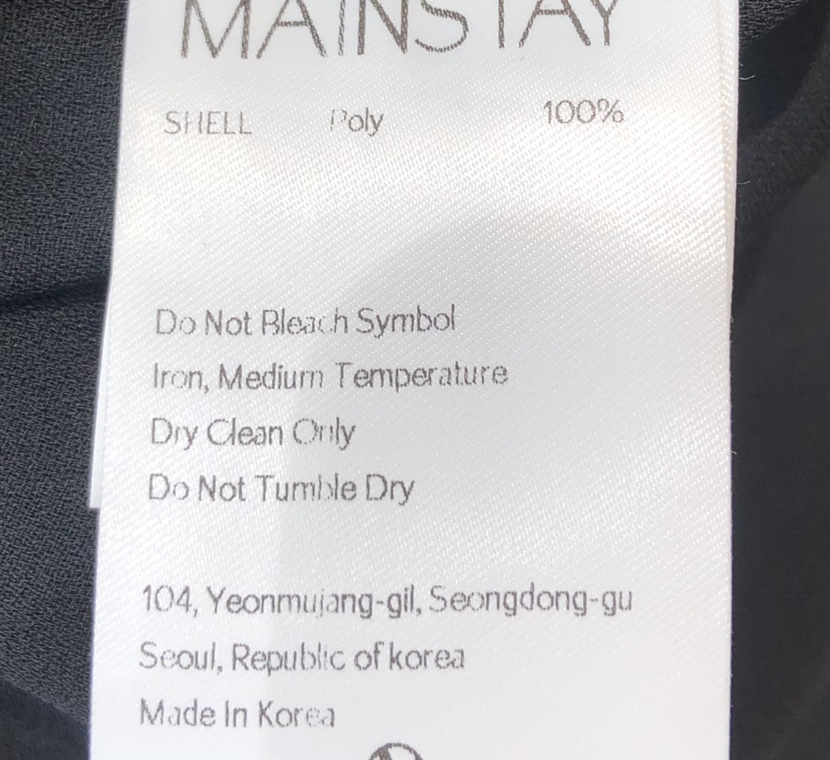 MAINSTAY
SHELL Poly 100%
Do Not Bleach Symbol
Iron, Medium Temperature
Dry Clean Only
Do Not Tumble Dry
104, Yeonmujang-gil, Seongdong-gu
Seoul, Republic of korea
Made In Korea